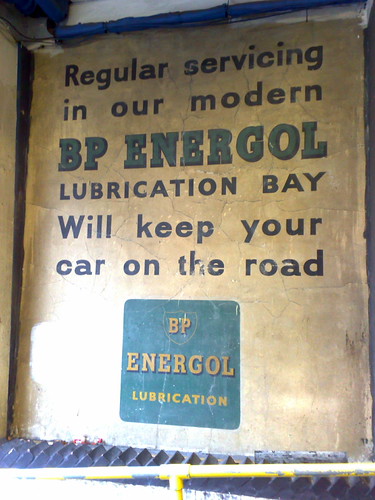 Regular servicing
in our modern
BP ENERGOL
LUBRICATION BAY
Will keep your
car on the road
BP
ENERGOL
LUBRICATION